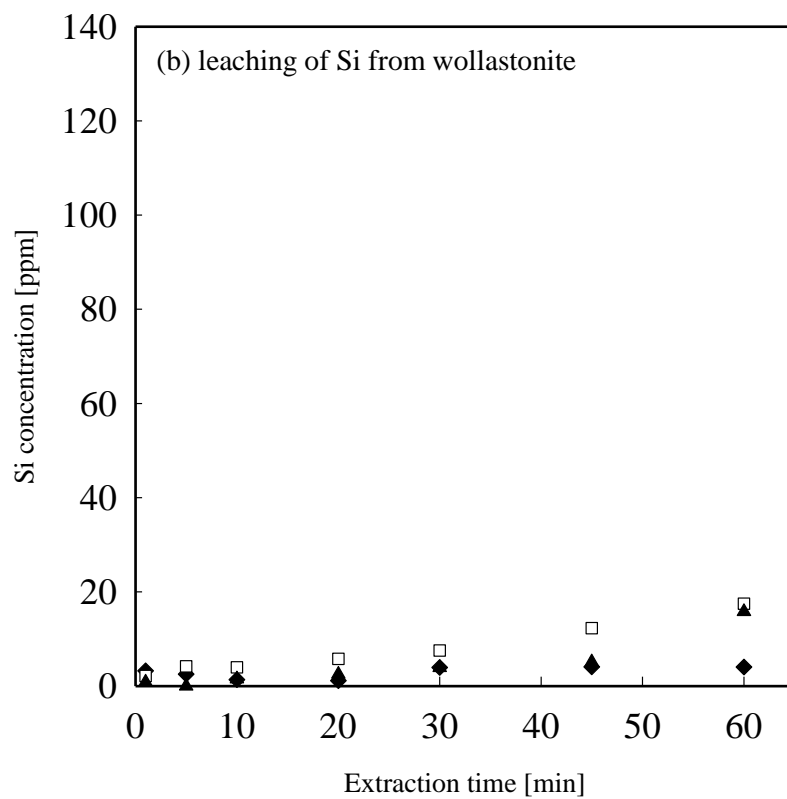 140
(b) leaching of Si from wollastonite
120
100
80
60
40
20
0
Si concentration [ppm]
0 10 20 30 40 50 60
Extraction time [min]